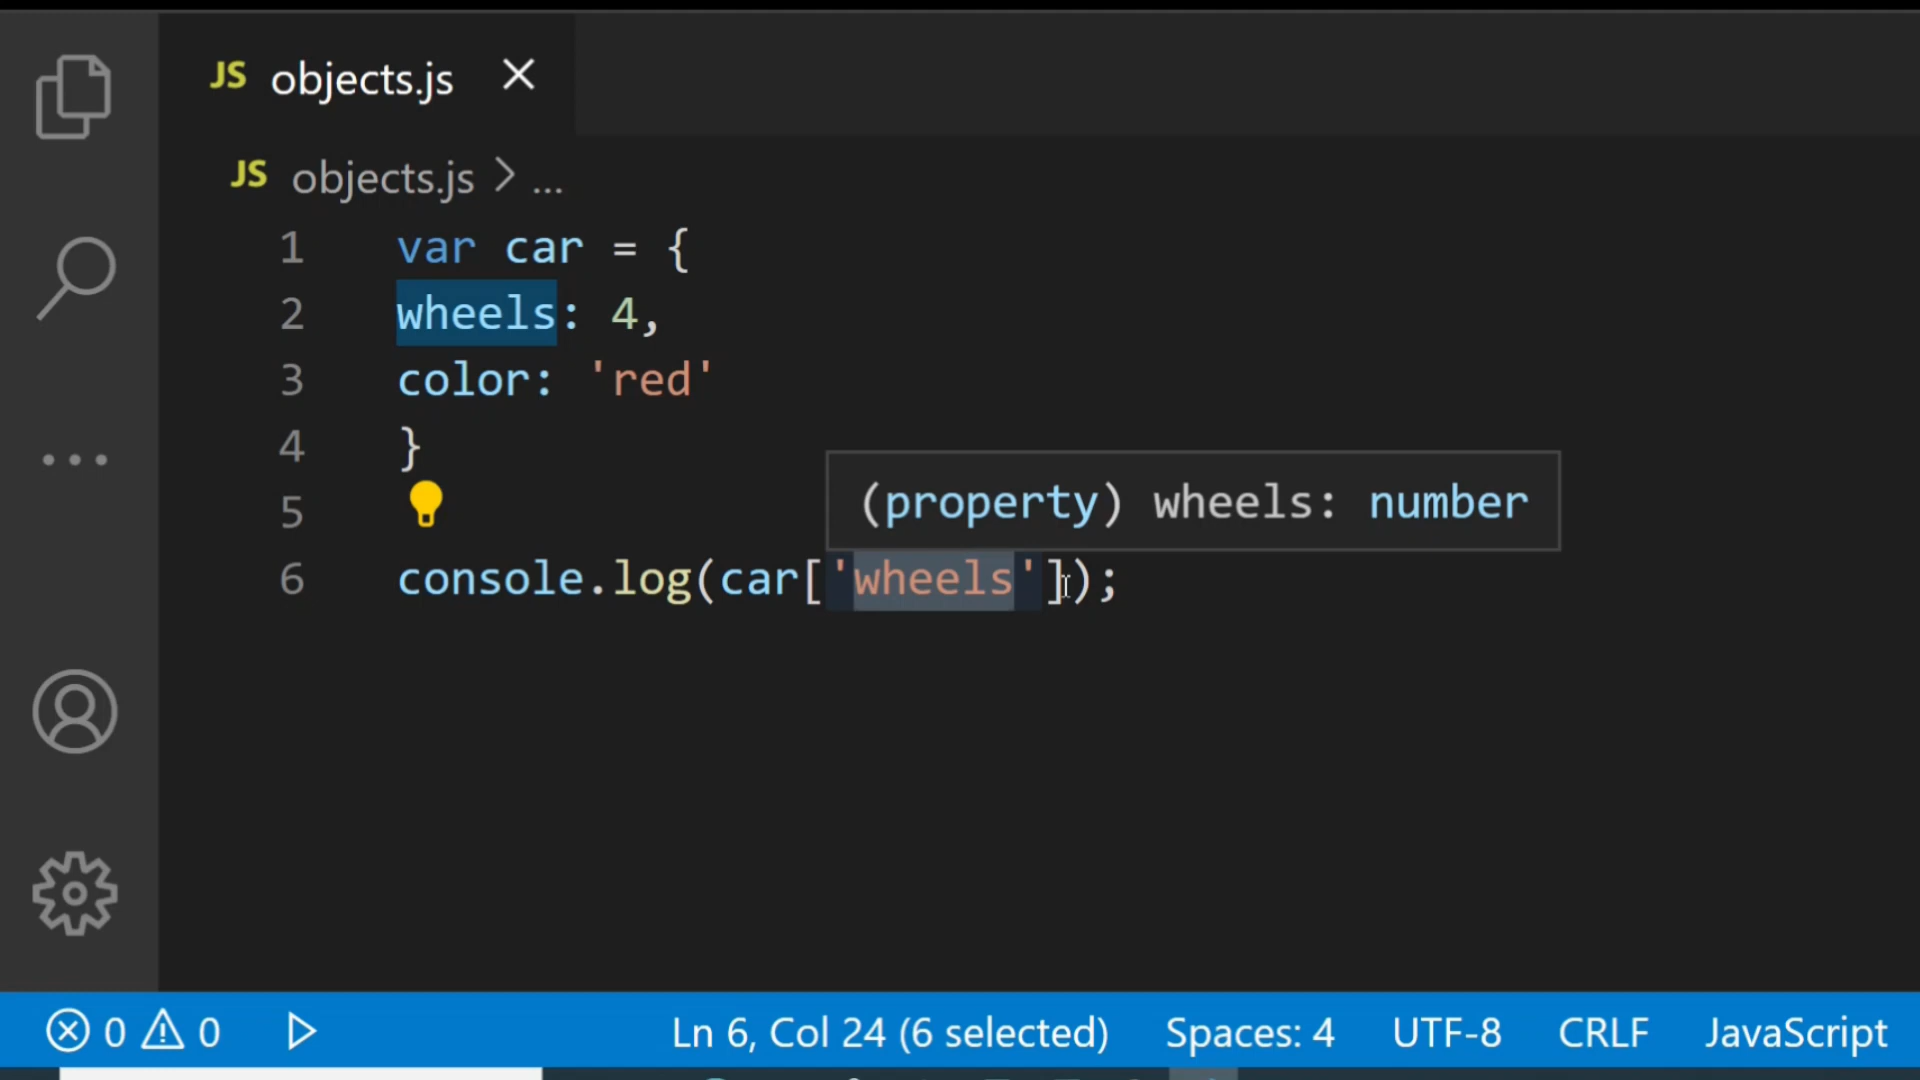 JS objects.js
JS objects.js > ...
1 var car = {
2 wheels: 4,
3 color: 'red'
4 }
(property) wheels: number
5
6 console.log(car['wheels']);
0 0 Ln 6, Col 24 (6 selected) Spaces: 4 UTF-8 CRLF JavaScript